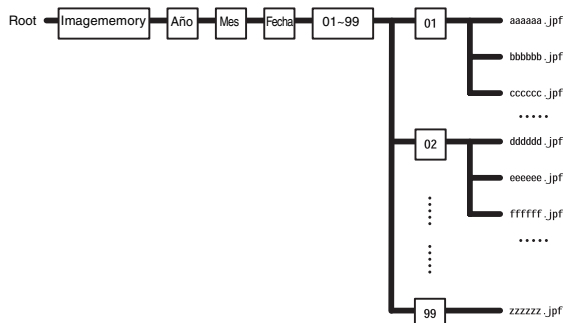 Root Imagememory Año Mes Fecha 01~99 01 aaaaaa.jpf
bbbbbb.jpf
cccccc.jpf
.....
02 dddddd.jpf
eeeeee.jpf
ffffff.jpf
.....
99 zzzzzz.jpf